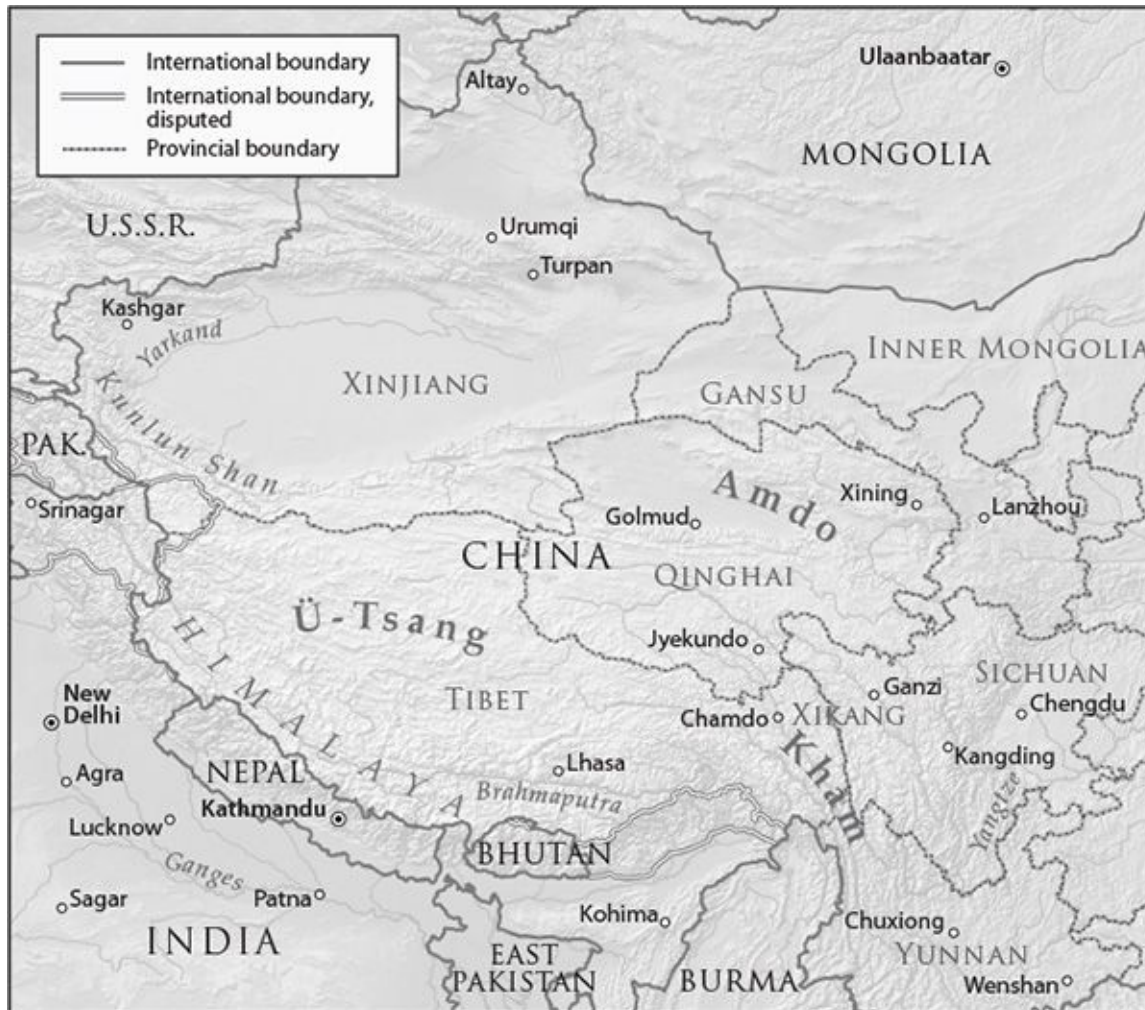 International boundary
International boundary,
disputed
Provincial boundary
Altay
Ulaanbaatar
MONGOLIA
U.S.S.R.
Urumqi
Turpan
Kashgar
Yarkand
INNER MONGOLIA
XINJIANG
GANSU
Kunlun Shan
PAK.
Amdo
Xining
Srinagar
Golmud
Lanzhou
CHINA
QINGHAI
Ü-Tsang
HIMALAYA
Jyekundo
SICHUAN
TIBET
Ganzi
New
Delhi
Chamdo
XIKANG
Chengdu
Kham
Kangding
Lhasa
NEPAL
Agra
Brahmaputra
Kathmandu
Yangtze
Lucknow
BHUTAN
Ganges
Patna
Sagar
Kohima
Chuxiong
INDIA
YUNNAN
EAST
PAKISTAN
BURMA
Wenshan